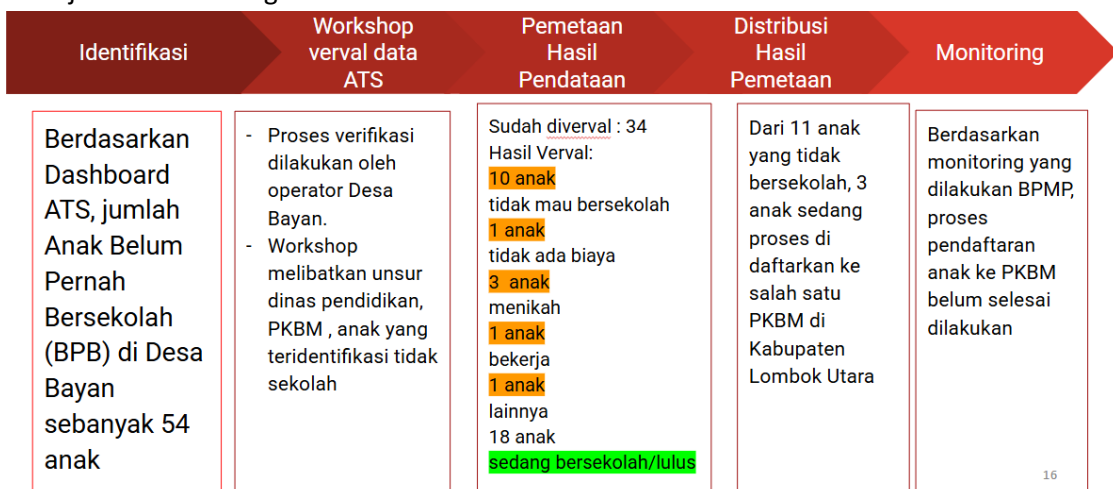 Identifikasi
Workshop
verval data
ATS
Pemetaan
Hasil
Pendataan
Distribusi
Hasil
Pemetaan
Monitoring
Berdasarkan
Dashboard
ATS, jumlah
Anak Belum
Pernah
Bersekolah
(BPB) di Desa
Bayan
sebanyak 54
anak
- Proses verifikasi
dilakukan oleh
operator Desa
Bayan.
- Workshop
melibatkan unsur
dinas pendidikan,
PKBM , anak yang
teridentifikasi tidak
sekolah
Sudah diverval : 34
Hasil Verval:
10 anak
tidak mau bersekolah
1 anak
tidak ada biaya
3 anak
menikah
1 anak
bekerja
1 anak
lainnya
18 anak
sedang bersekolah/lulus
Dari 11 anak
yang tidak
bersekolah, 3
anak sedang
proses di
daftarkan ke
salah satu
PKBM di
Kabupaten
Lombok Utara
Berdasarkan
monitoring yang
dilakukan BPMP,
proses
pendaftaran
anak ke PKBM
belum selesai
dilakukan
16